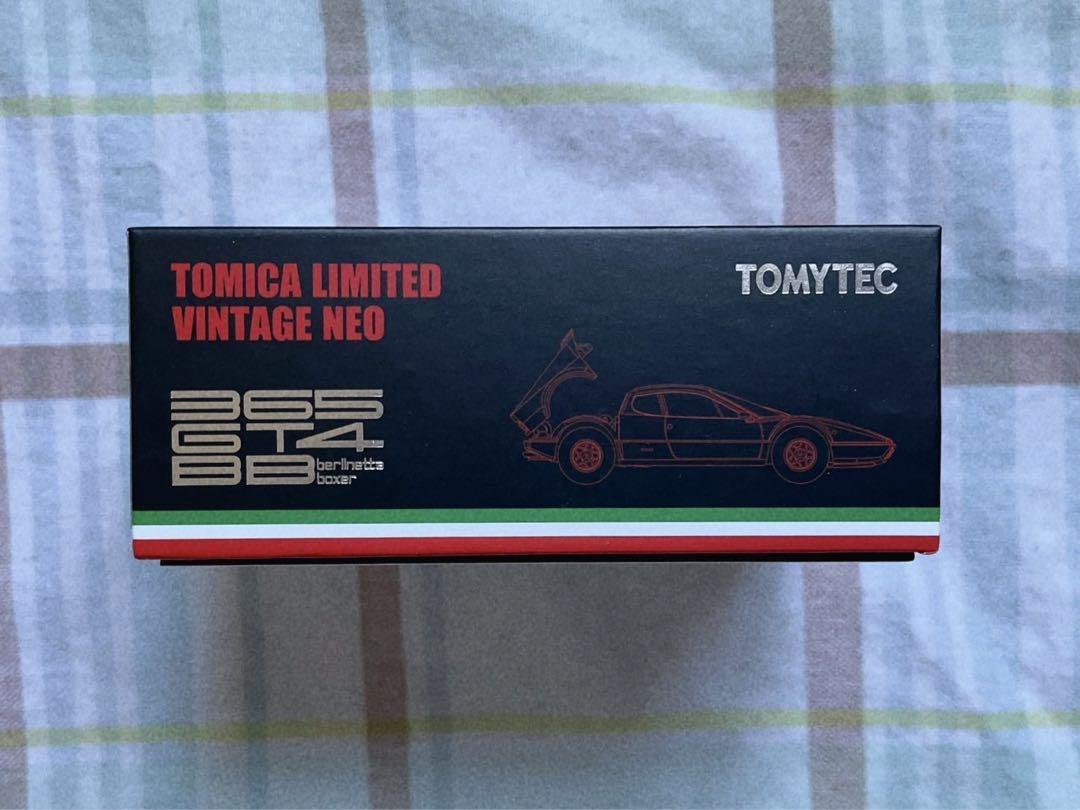 TOMICA LIMITED
VINTAGE NEO
TOMYTEC
365
GT4
BB berlinetta
boxer